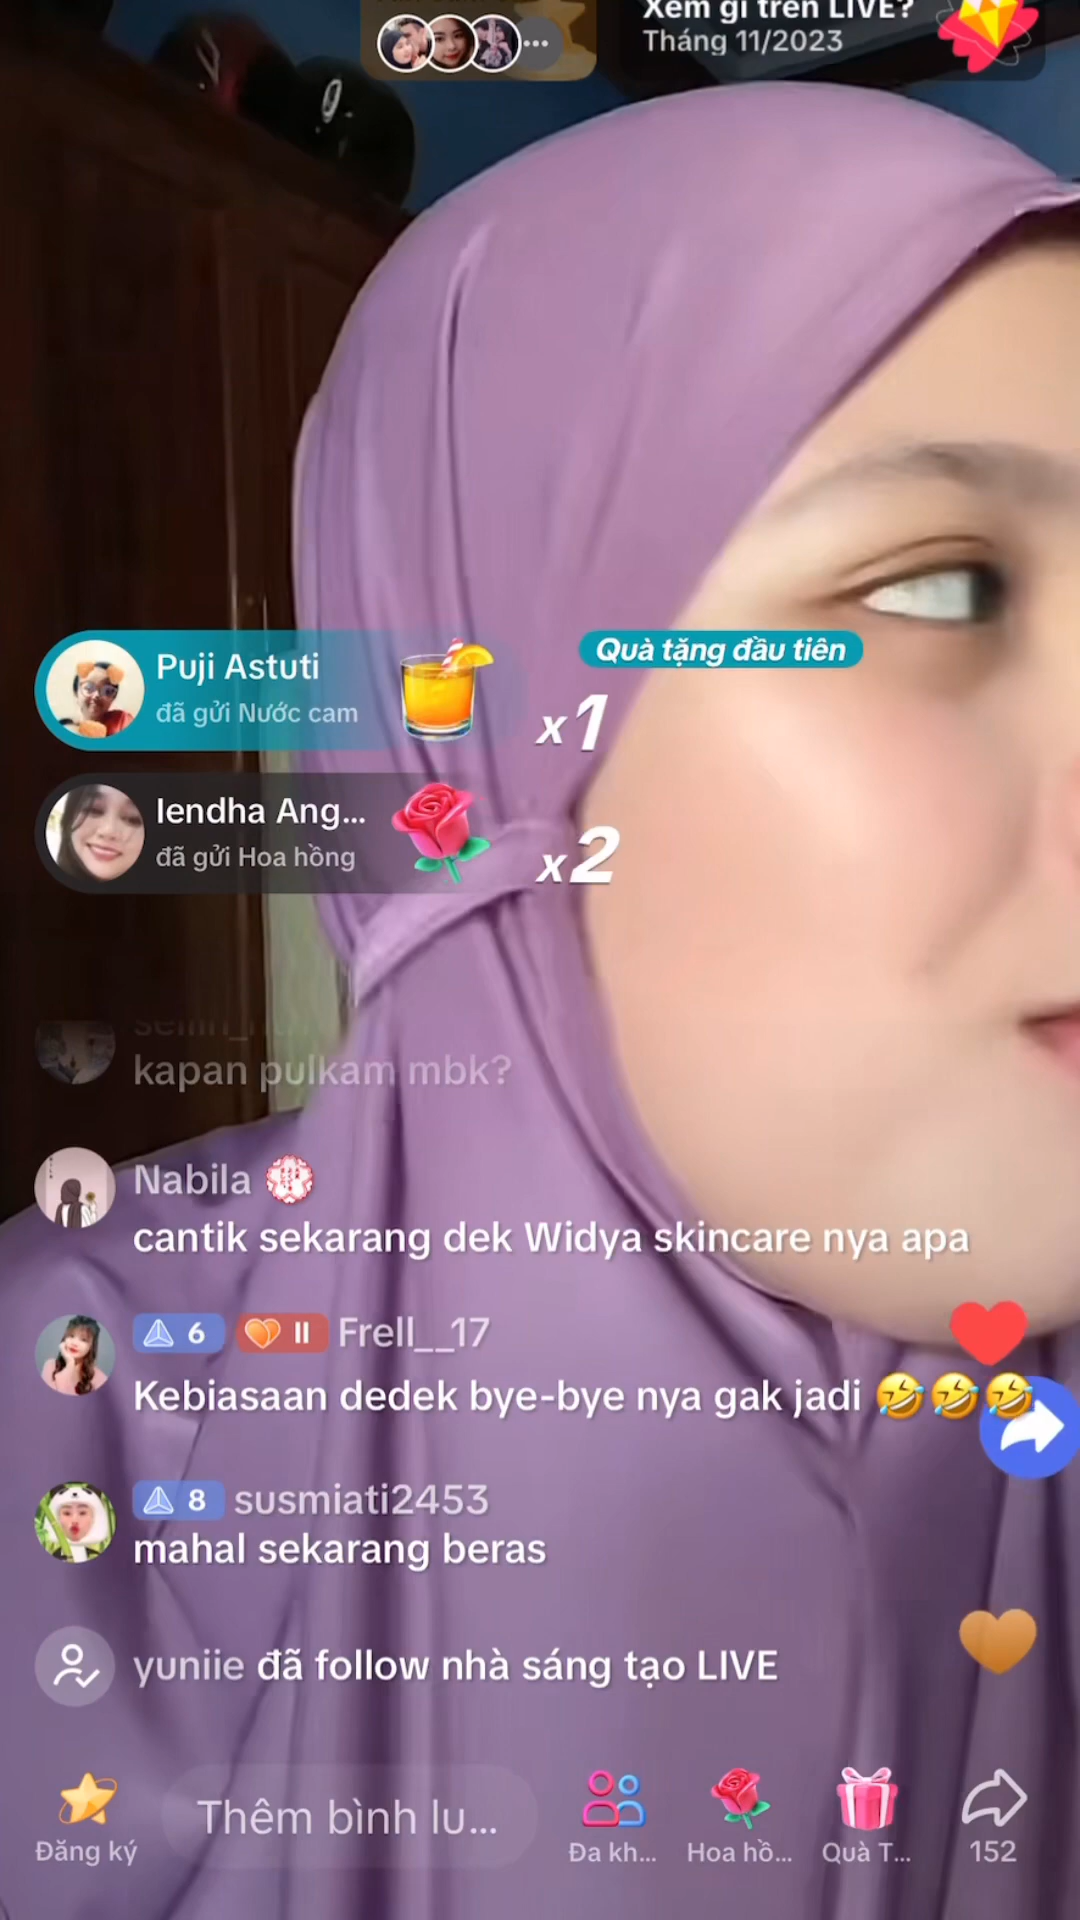 Xem gì trên LIVE?
Tháng 11/2023
Quà tặng đầu tiên
Puji Astuti
đã gửi Nước cam
x1
lendha Ang...
đã gửi Hoa hồng
x2
kapan pulkam mbk?
Nabila
cantik sekarang dek Widya skincare nya apa
6 II Frell__17
Kebiasaan dedek bye-bye nya gak jadi 🤣🤣🤣
8 susmiati2453
mahal sekarang beras
yuniie đã follow nhà sáng tạo LIVE
Thêm bình lu...
Đăng ký
Đa kh...
Hoa hồ...
Quà T...
152